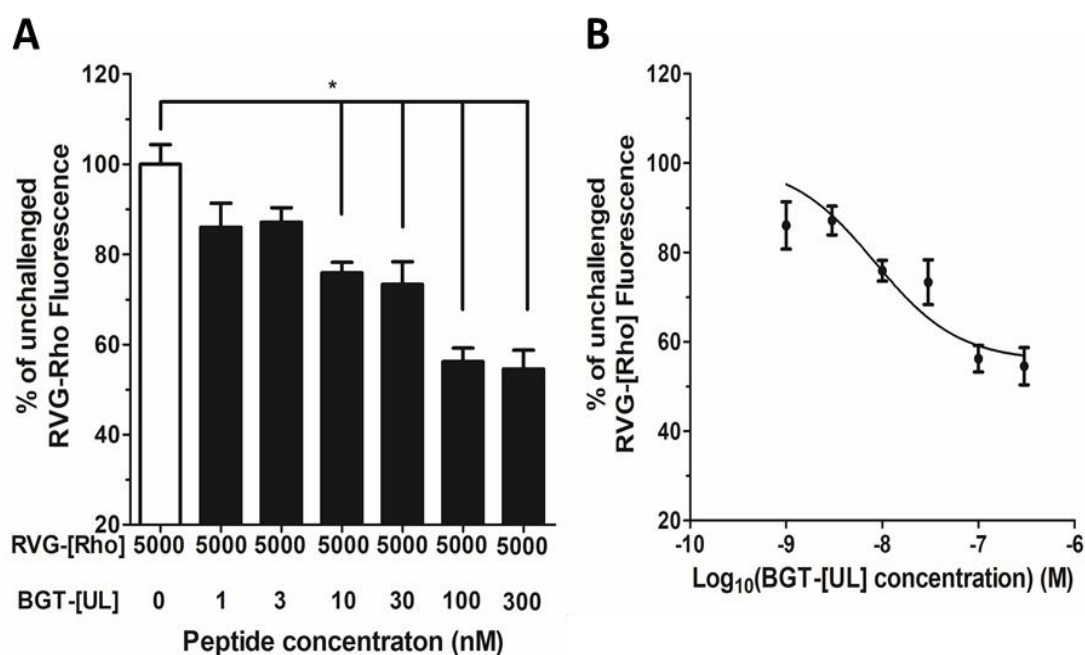 A
% of unchallenged
RVG-Rho Fluorescence
120
100
80
60
40
20
*
RVG-[Rho] 5000 5000 5000 5000 5000 5000 5000
BGT-[UL] 0 1 3 10 30 100 300
Peptide concentraton (nM)
B
% of unchallenged
RVG-[Rho] Fluorescence
120
100
80
60
40
20
-10 -9 -8 -7 -6
Log10(BGT-[UL] concentration) (M)